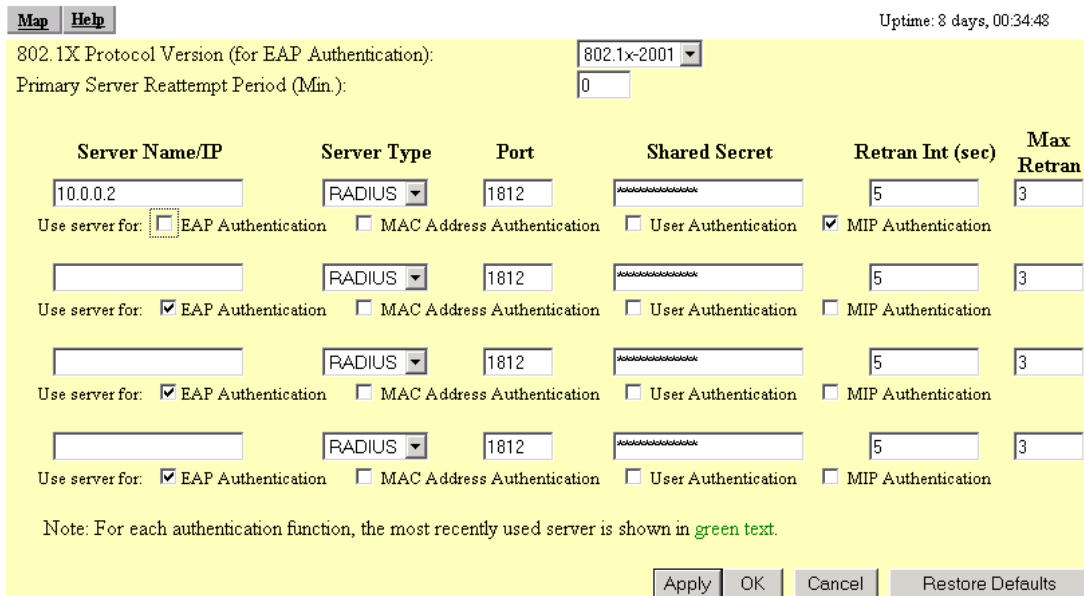 Map Help Uptime: 8 days, 00:34:48
802.1X Protocol Version (for EAP Authentication): 802.1x-2001
Primary Server Reattempt Period (Min.): 0
Server Name/IP Server Type Port Shared Secret Retran Int (sec) Max Retran
10.0.0.2 RADIUS 1812 ************** 5 3
Use server for: EAP Authentication MAC Address Authentication User Authentication MIP Authentication
RADIUS 1812 ************** 5 3
Use server for: EAP Authentication MAC Address Authentication User Authentication MIP Authentication
RADIUS 1812 ************** 5 3
Use server for: EAP Authentication MAC Address Authentication User Authentication MIP Authentication
RADIUS 1812 ************** 5 3
Use server for: EAP Authentication MAC Address Authentication User Authentication MIP Authentication
Note: For each authentication function, the most recently used server is shown in green text.
Apply OK Cancel Restore Defaults